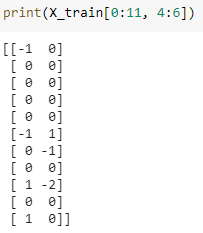 print(X_train[0:11, 4:6])
[[-1  0]
 [ 0  0]
 [ 0  0]
 [ 0  0]
 [ 0  0]
 [-1  1]
 [ 0 -1]
 [ 0  0]
 [ 1 -2]
 [ 0  0]
 [ 1  0]]